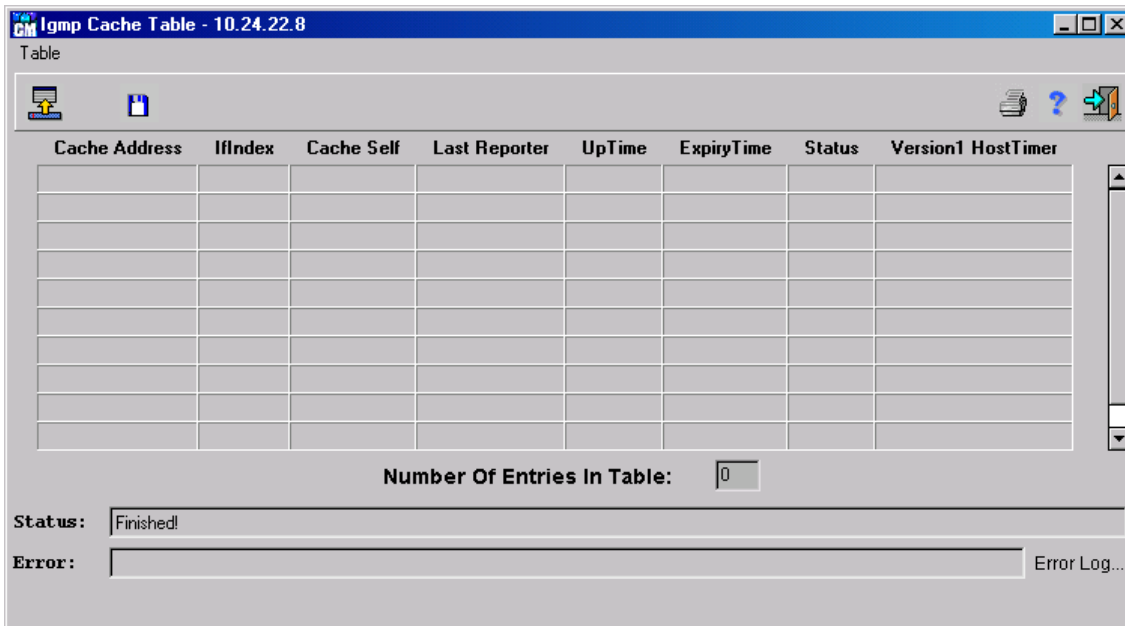 CM Igmp Cache Table - 10.24.22.8
Table
Cache Address IfIndex Cache Self Last Reporter UpTime ExpiryTime Status Version1 HostTimer
Number Of Entries In Table: 0
Status: Finished!
Error: Error Log...